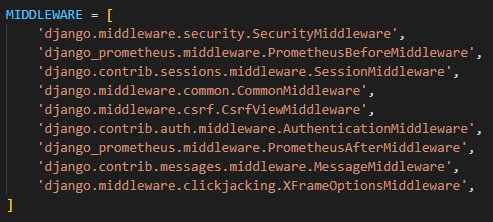 MIDDLEWARE = [
    'django.middleware.security.SecurityMiddleware',
    'django_prometheus.middleware.PrometheusBeforeMiddleware',
    'django.contrib.sessions.middleware.SessionMiddleware',
    'django.middleware.common.CommonMiddleware',
    'django.middleware.csrf.CsrfViewMiddleware',
    'django.contrib.auth.middleware.AuthenticationMiddleware',
    'django_prometheus.middleware.PrometheusAfterMiddleware',
    'django.contrib.messages.middleware.MessageMiddleware',
    'django.middleware.clickjacking.XFrameOptionsMiddleware',
]